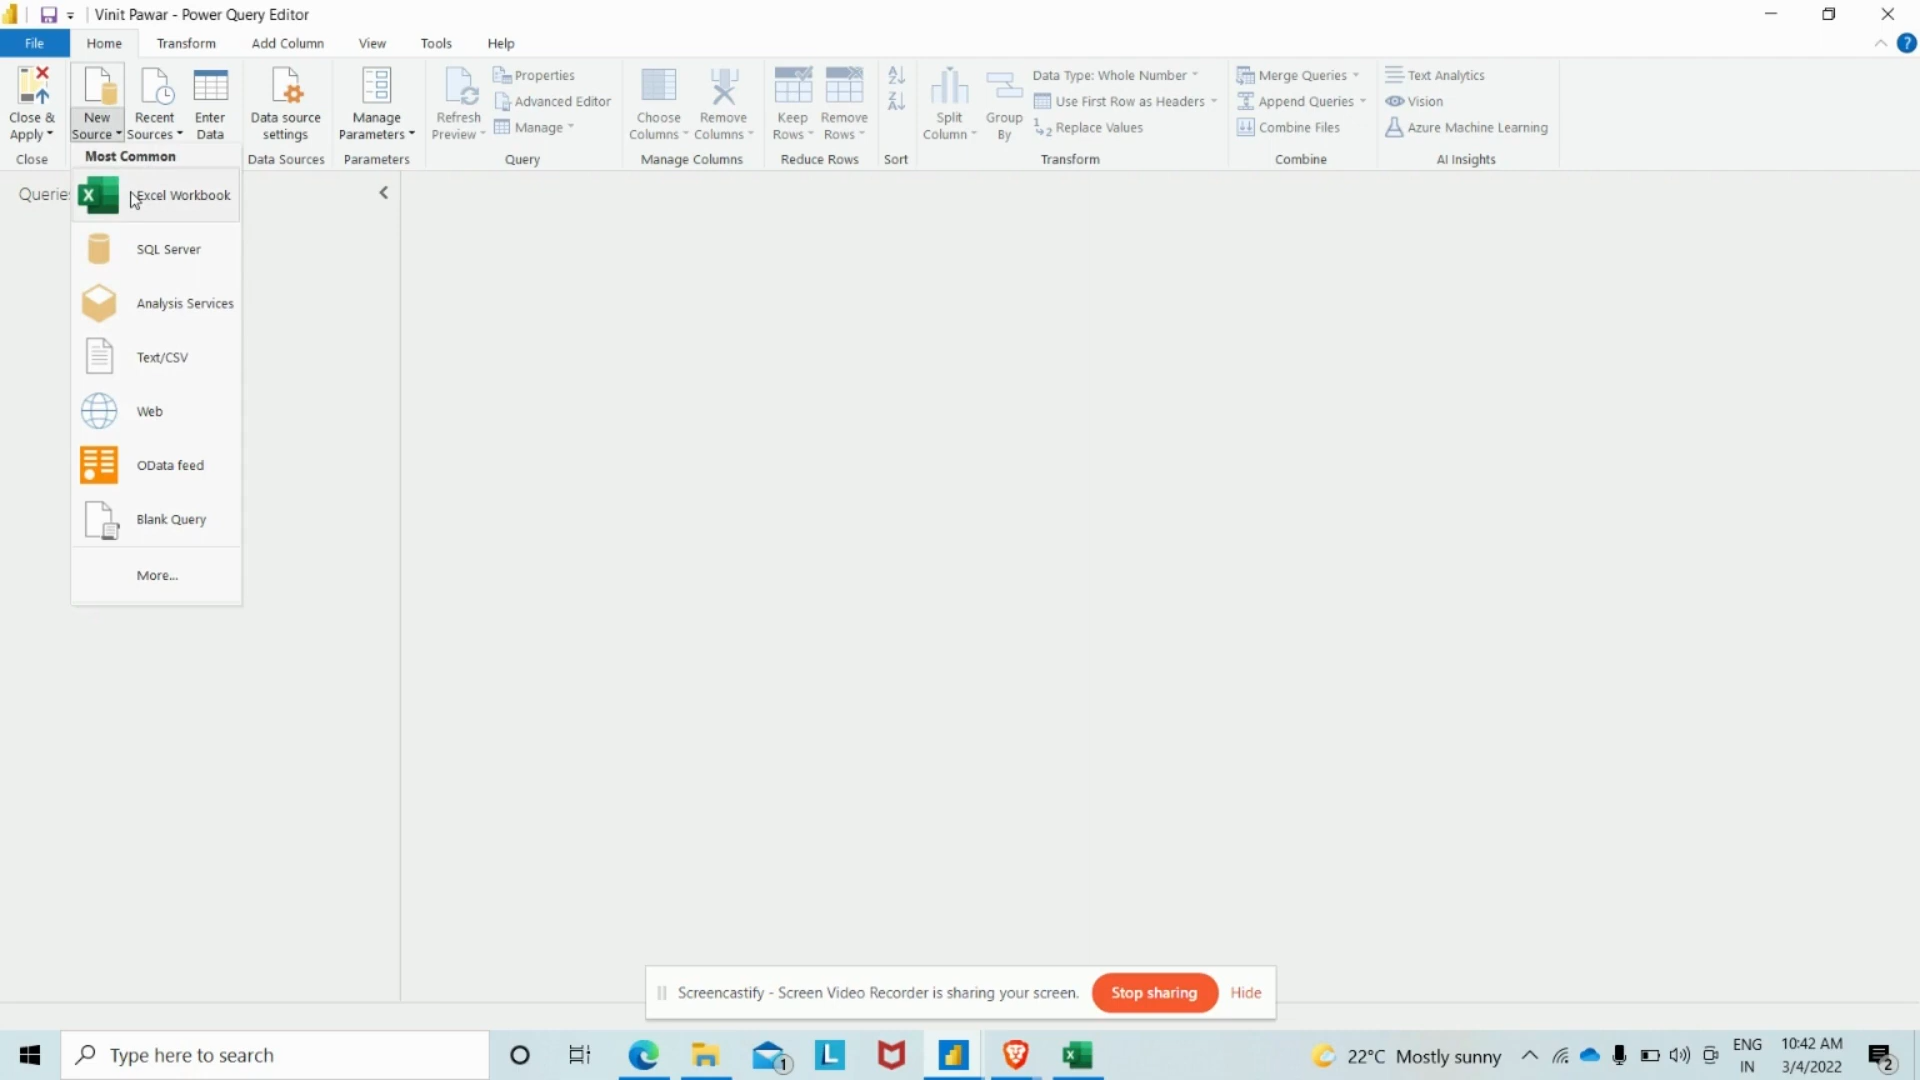 Vinit Pawar - Power Query Editor
File Home Transform Add Column View Tools Help
Close & Apply
New Source
Recent Sources
Enter Data
Data source settings
Manage Parameters
Refresh Preview
Properties
Advanced Editor
Manage
Choose Columns
Remove Columns
Keep Rows
Remove Rows
Split Column
Group By
Data Type: Whole Number
Use First Row as Headers
Replace Values
Merge Queries
Append Queries
Combine Files
Text Analytics
Vision
Azure Machine Learning
Close
Data Sources
Parameters
Query
Manage Columns
Reduce Rows
Sort
Transform
Combine
AI Insights
Most Common
Excel Workbook
SQL Server
Analysis Services
Text/CSV
Web
OData feed
Blank Query
More...
Screencastify - Screen Video Recorder is sharing your screen. Stop sharing Hide
Type here to search
22°C Mostly sunny
ENG
IN
10:42 AM
3/4/2022